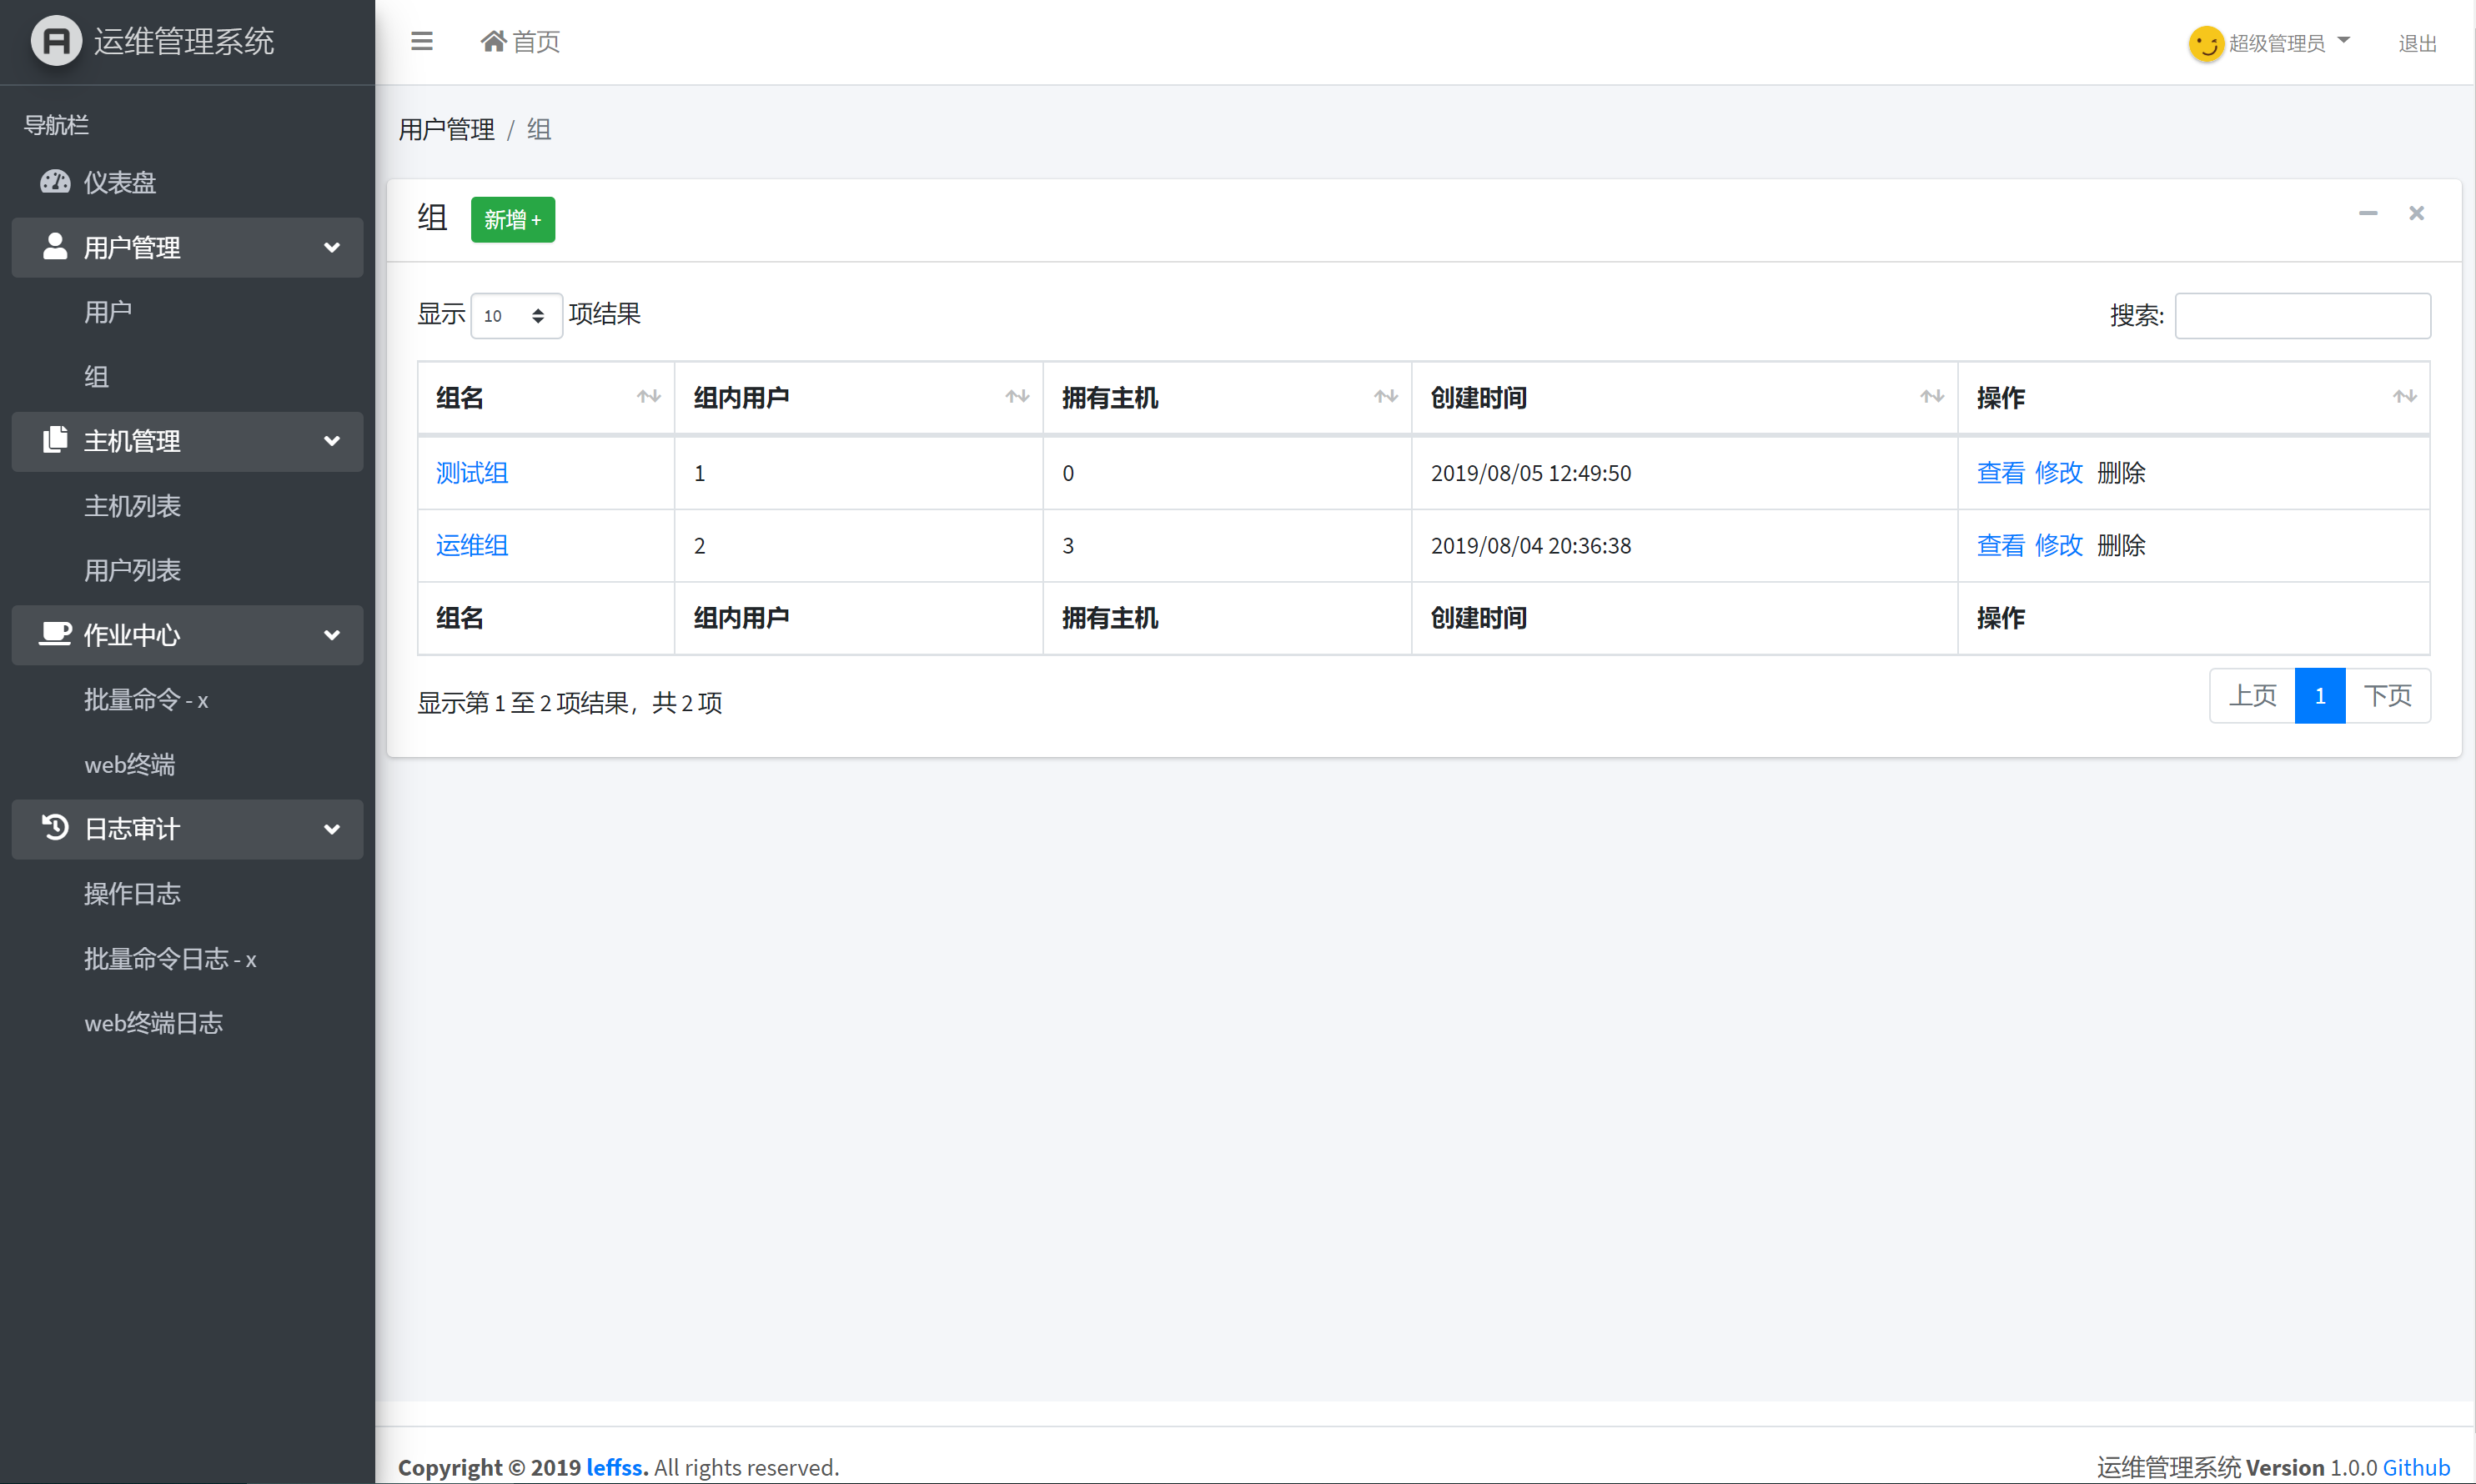 运维管理系统
首页
超级管理员
退出
导航栏
仪表盘
用户管理
用户
组
主机管理
主机列表
用户列表
作业中心
批量命令 - x
web终端
日志审计
操作日志
批量命令日志 - x
web终端日志
用户管理 / 组
组 新增 +
显示 10 项结果
搜索:
组名 组内用户 拥有主机 创建时间 操作
测试组 1 0 2019/08/05 12:49:50 查看 修改 删除
运维组 2 3 2019/08/04 20:36:38 查看 修改 删除
组名 组内用户 拥有主机 创建时间 操作
显示第 1 至 2 项结果，共 2 项
上页 1 下页
Copyright © 2019 leffss. All rights reserved.
运维管理系统 Version 1.0.0 Github